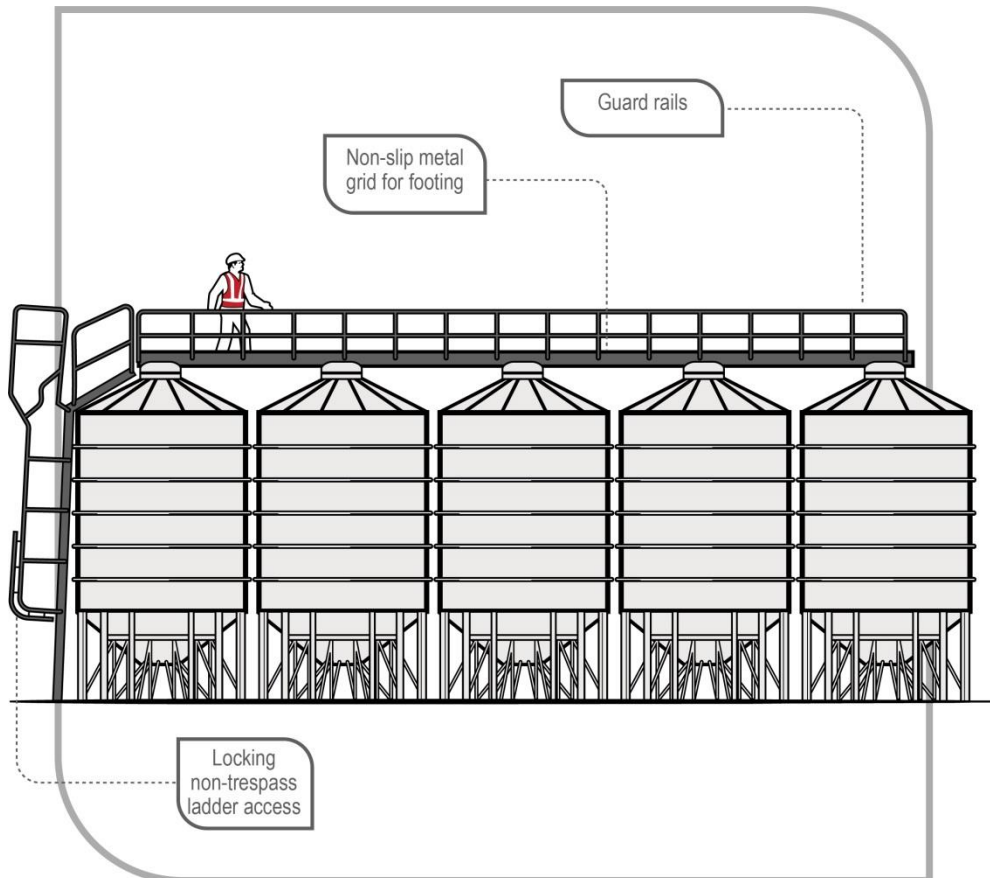 Guard rails
Non-slip metal
grid for footing
Locking
non-trespass
ladder access